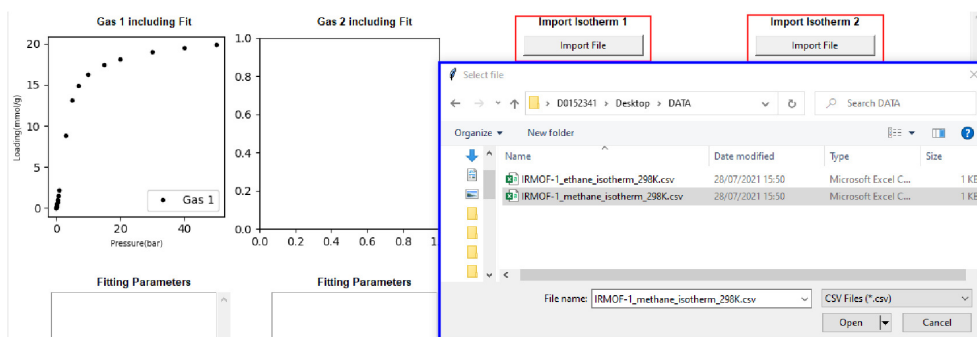 Gas 1 including Fit
Gas 2 including Fit
Import Isotherm 1
Import Isotherm 2
Import File
Import File
20
15
10
5
0
Loading(mmol/g)
0
20
40
Pressure(bar)
Gas 1
1.0
0.8
0.6
0.4
0.2
0.0
0.0
0.2
0.4
0.6
0.8
1.
Select file
D0152341 > Desktop > DATA
Search DATA
Organize
New folder
Name
Date modified
Type
Size
IRMOF-1_ethane_isotherm_298K.csv
28/07/2021 15:50
Microsoft Excel C...
1 KB
IRMOF-1_methane_isotherm_298K.csv
28/07/2021 15:50
Microsoft Excel C...
1 KB
File name:
IRMOF-1_methane_isotherm_298K.csv
CSV Files (*.csv)
Open
Cancel
Fitting Parameters
Fitting Parameters